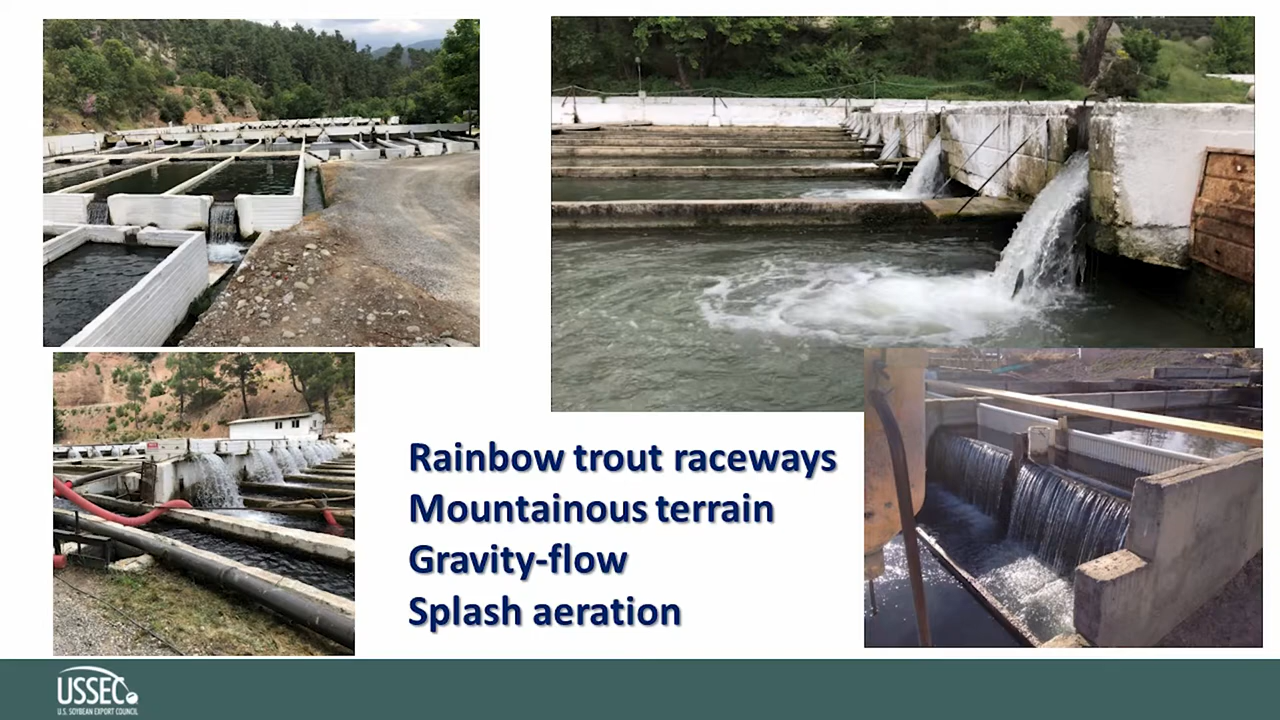 Rainbow trout raceways
Mountainous terrain
Gravity-flow
Splash aeration
USSEC
U.S. SOYBEAN EXPORT COUNCIL